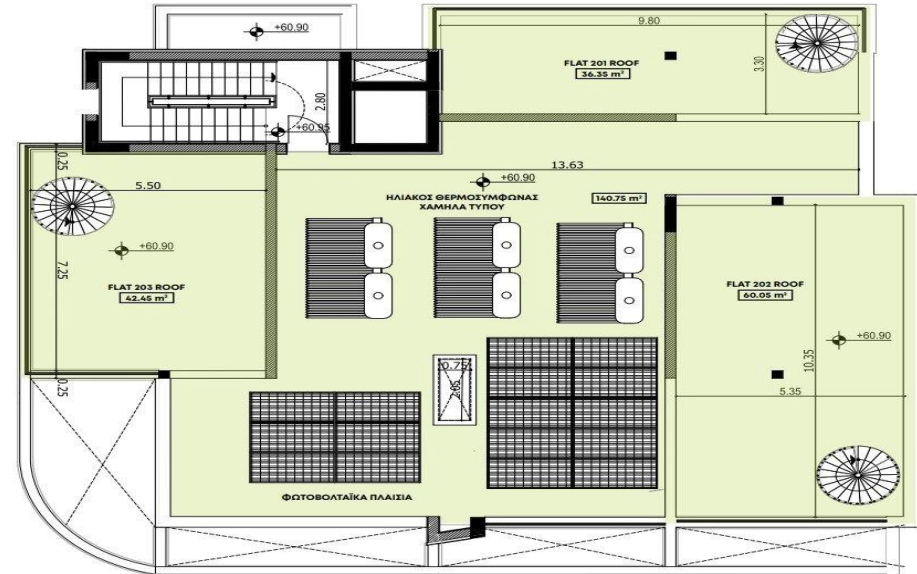 +60.90
9.80
FLAT 201 ROOF
36.35 m²
3.30
2.80
+60.95
13.63
+60.90
ΗΛΙΑΚΟΣ ΘΕΡΜΟΣΥΜΦΩΝΑΣ
ΧΑΜΗΛΑ ΤΥΠΟΥ
140.75 m²
0.25
5.50
+60.90
7.25
FLAT 203 ROOF
42.45 m²
0.25
FLAT 202 ROOF
60.05 m²
+60.90
10.35
5.35
0.75
2.05
ΦΩΤΟΒΟΛΤΑΪΚΑ ΠΛΑΙΣΙΑ